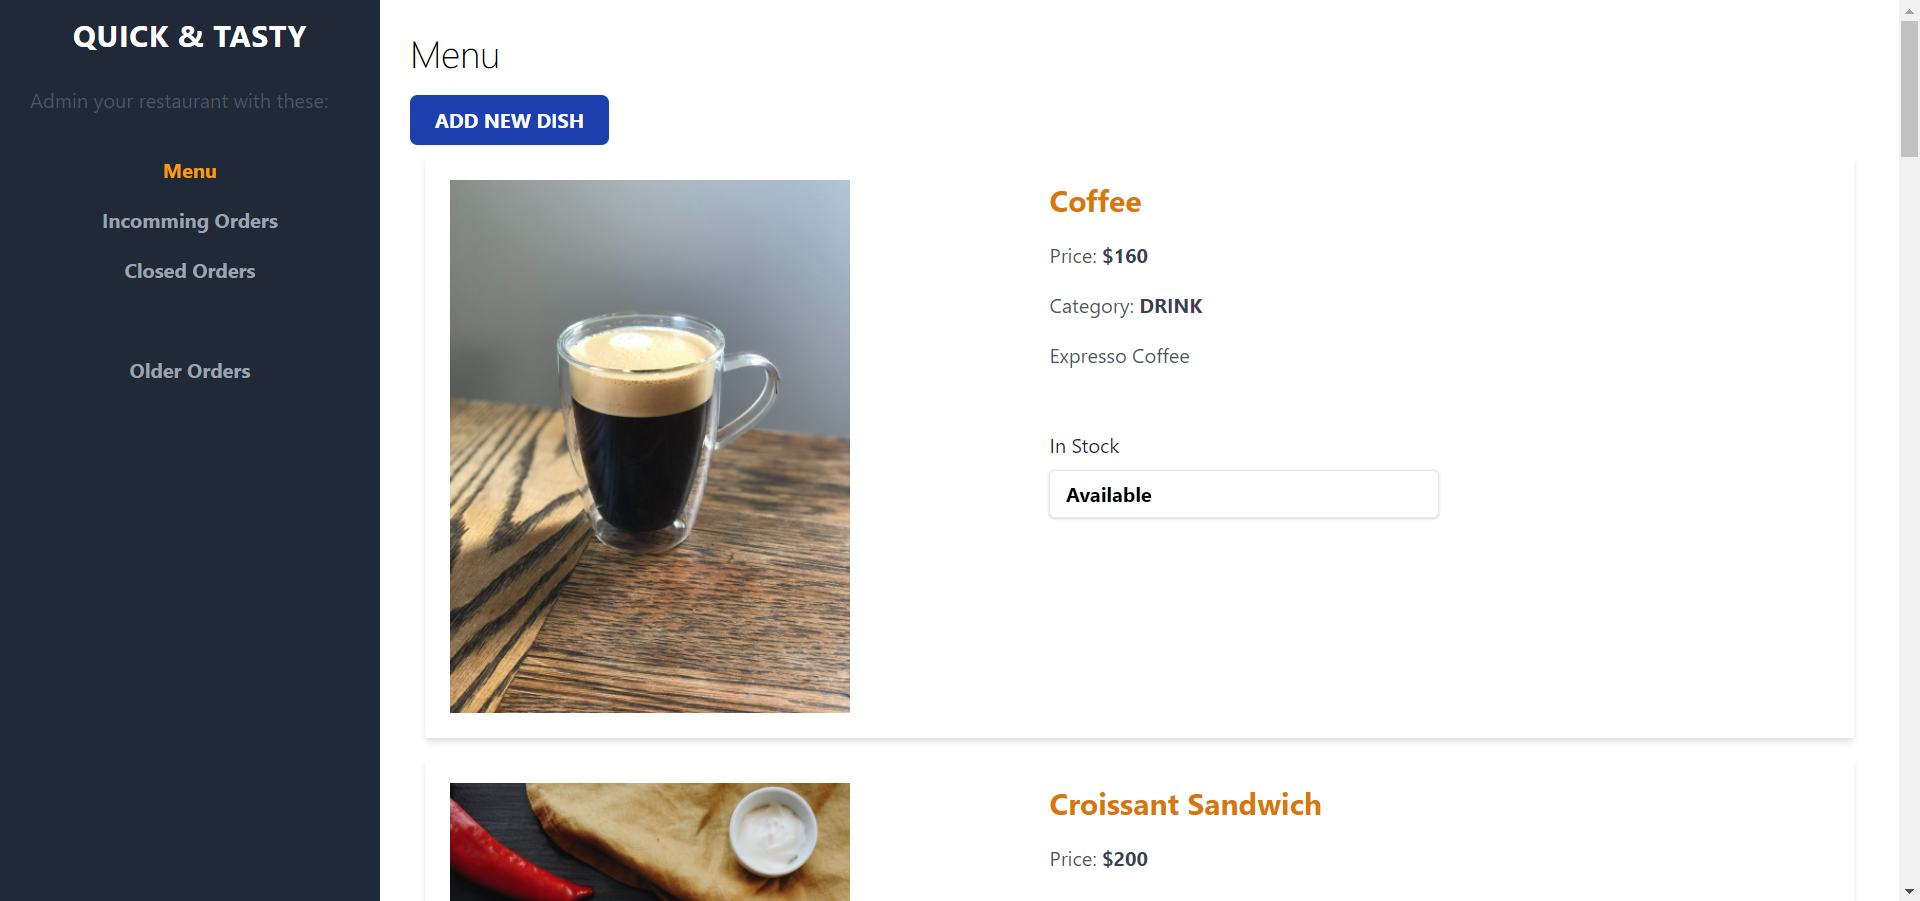 QUICK & TASTY
Admin your restaurant with these:
Menu
Incomming Orders
Closed Orders
Older Orders
Menu
ADD NEW DISH
Coffee
Price: $160
Category: DRINK
Expresso Coffee
In Stock
Available
Croissant Sandwich
Price: $200